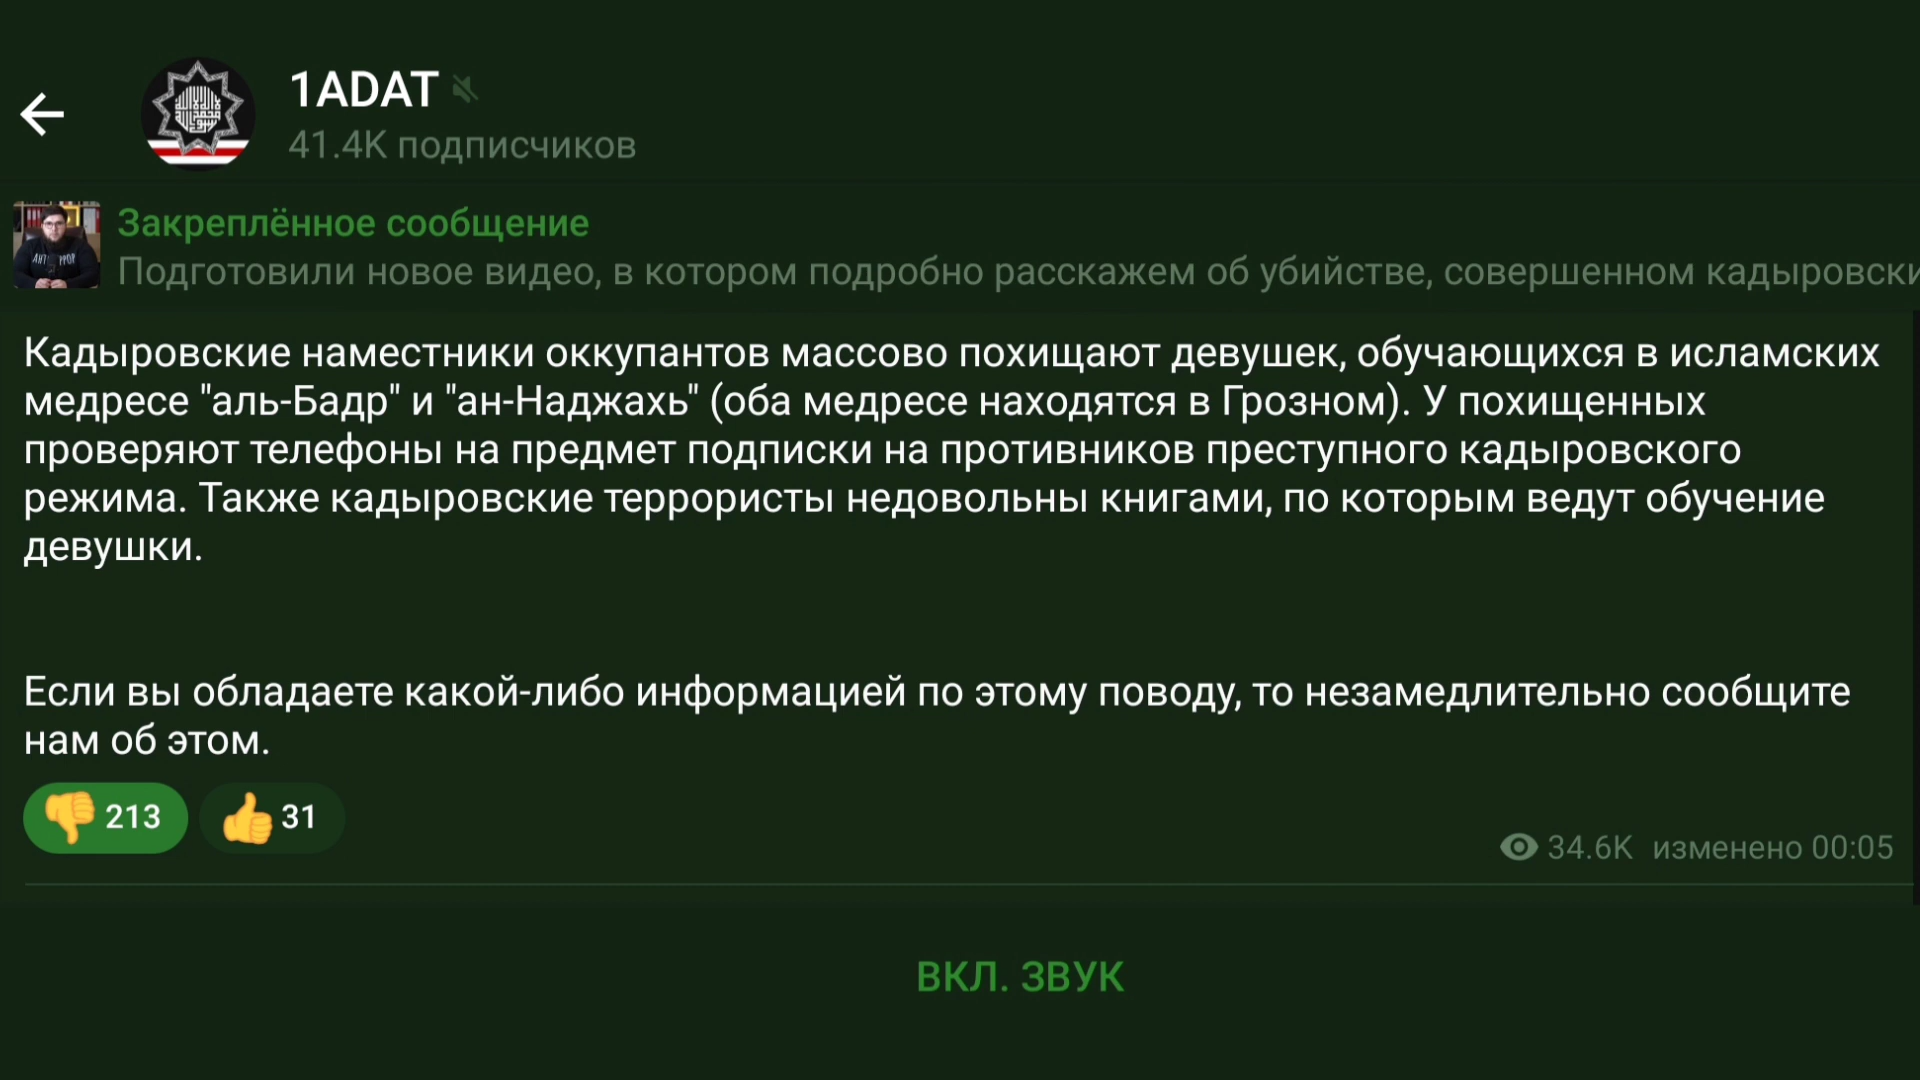 1ADAT
41.4K подписчиков
Закреплённое сообщение
Подготовили новое видео, в котором подробно расскажем об убийстве, совершенном кадыровски
Кадыровские наместники оккупантов массово похищают девушек, обучающихся в исламских
медресе "аль-Бадр" и "ан-Наджахь" (оба медресе находятся в Грозном). У похищенных
проверяют телефоны на предмет подписки на противников преступного кадыровского
режима. Также кадыровские террористы недовольны книгами, по которым ведут обучение
девушки.
Если вы обладаете какой-либо информацией по этому поводу, то незамедлительно сообщите
нам об этом.
213 31
34.6K изменено 00:05
ВКЛ. ЗВУК